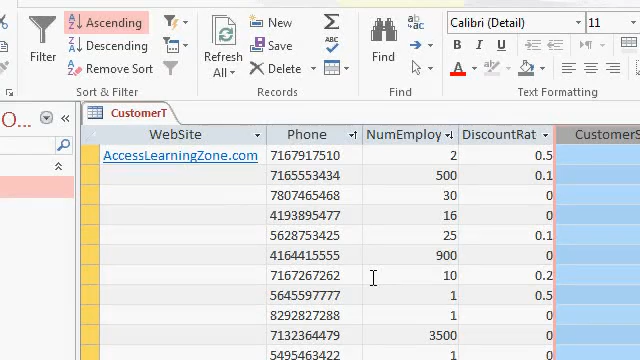 Filter
Ascending
Descending
Remove Sort
Sort & Filter
Refresh All
New
Save
Delete
Records
Find
ab
ac
Find
Calibri (Detail) 11
B I U
A
Text Formatting
O... «
CustomerT
WebSite Phone NumEmploy DiscountRat CustomerS
AccessLearningZone.com 7167917510 2 0.5
7165553434 500 0.1
7807465468 30 0
4193895477 16 0
5628753425 25 0.1
4164415555 900 0
7167267262 10 0.2
5645597777 1 0.5
8292827288 1 0
7132364479 3500 0
5495463422 1 0